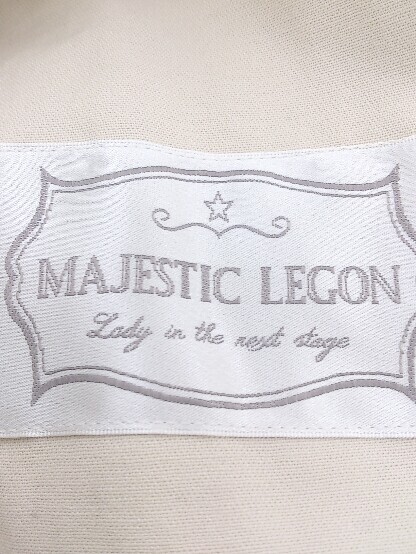 MAJESTIC LEGON
Lady in the next stage